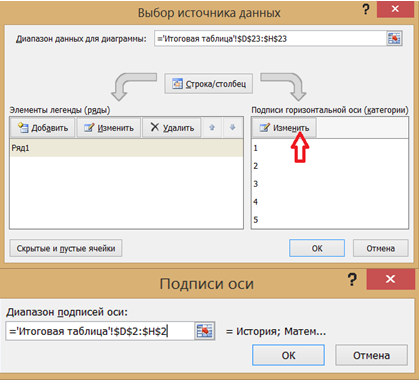 Выбор источника данных
?
Диапазон данных для диаграммы: ='Итоговая таблица'!$D$23:$H$23
Строка/столбец
Элементы легенды (ряды)
Подписи горизонтальной оси (категории)
Добавить Изменить Удалить
Изменить
Ряд1
1
2
3
4
5
Скрытые и пустые ячейки
ОК Отмена
Подписи оси
?
Диапазон подписей оси:
='Итоговая таблица'!$D$2:$H$2 = История; Матем...
ОК Отмена